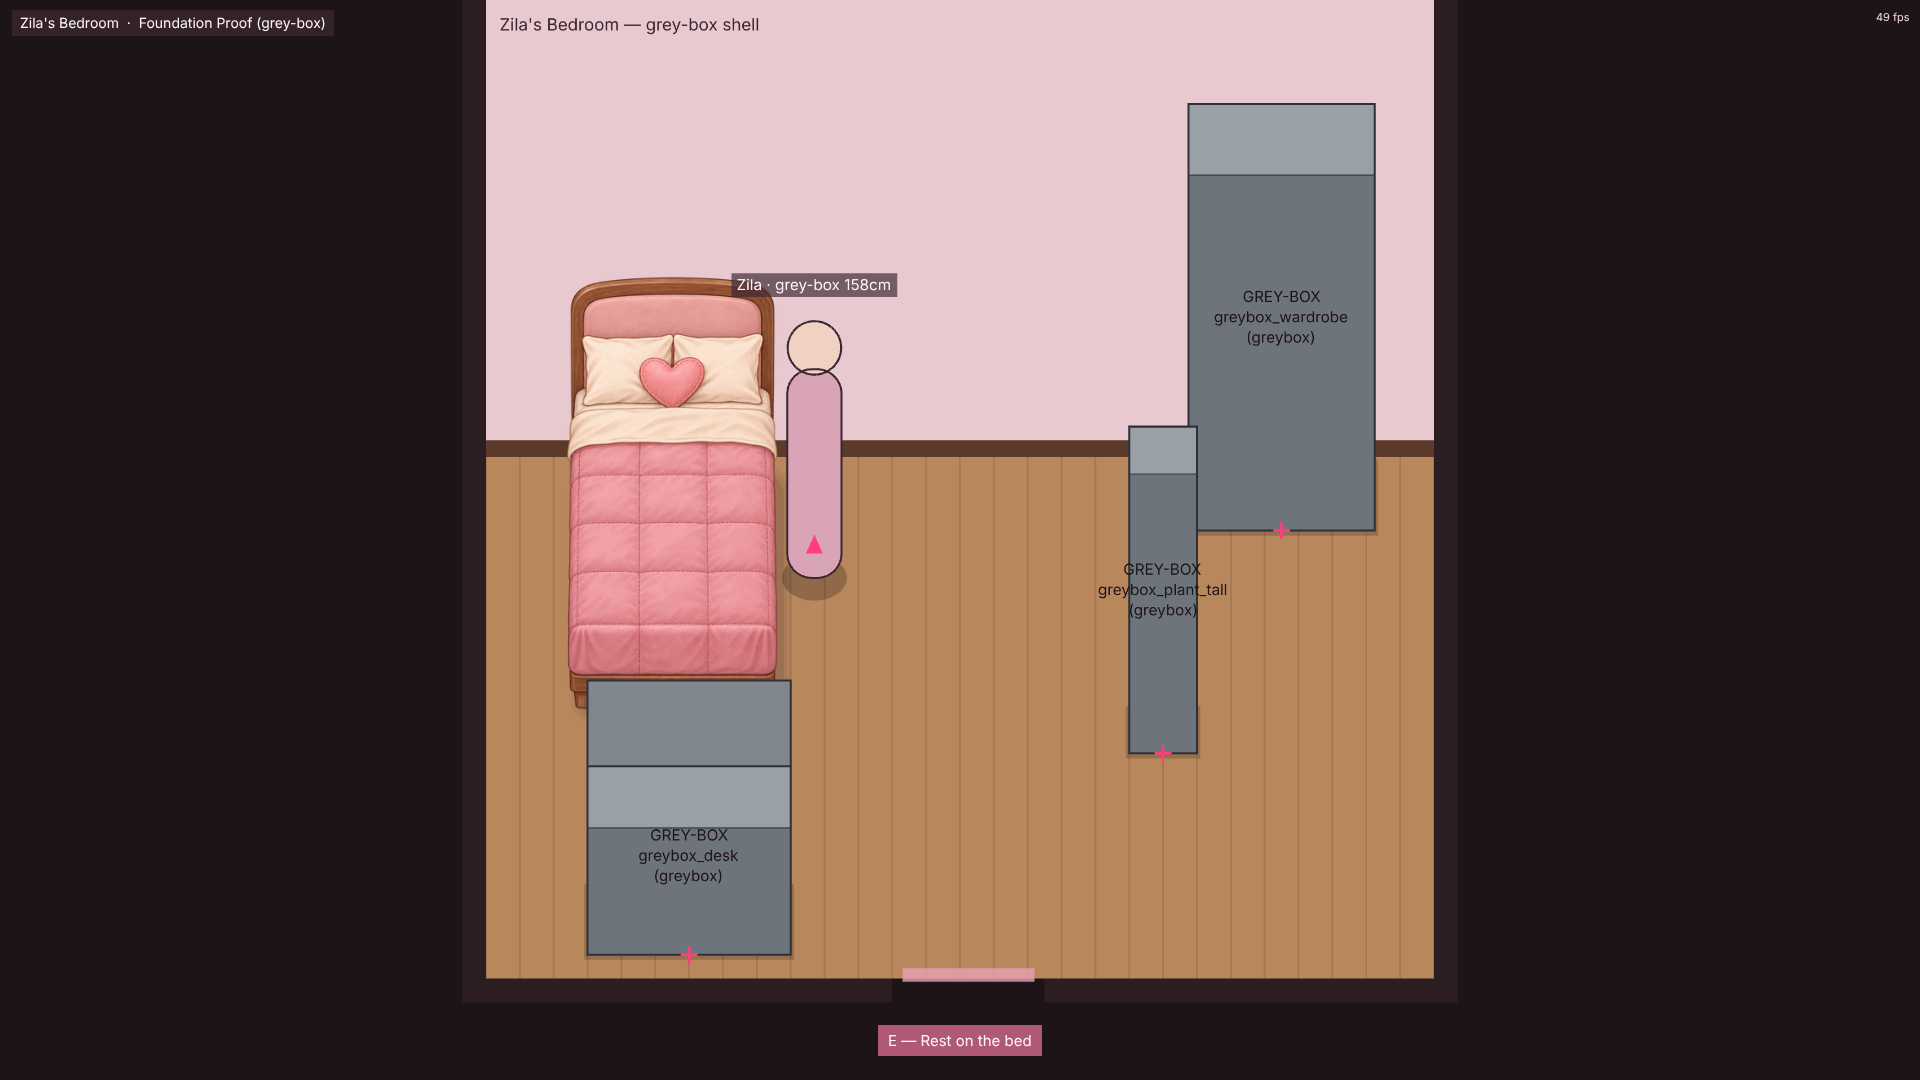 Zila's Bedroom · Foundation Proof (grey-box)
49 fps
Zila's Bedroom — grey-box shell
Zila · grey-box 158cm
GREY-BOX
greybox_wardrobe
(greybox)
GREY-BOX
greybox_plant_tall
(greybox)
GREY-BOX
greybox_desk
(greybox)
E — Rest on the bed